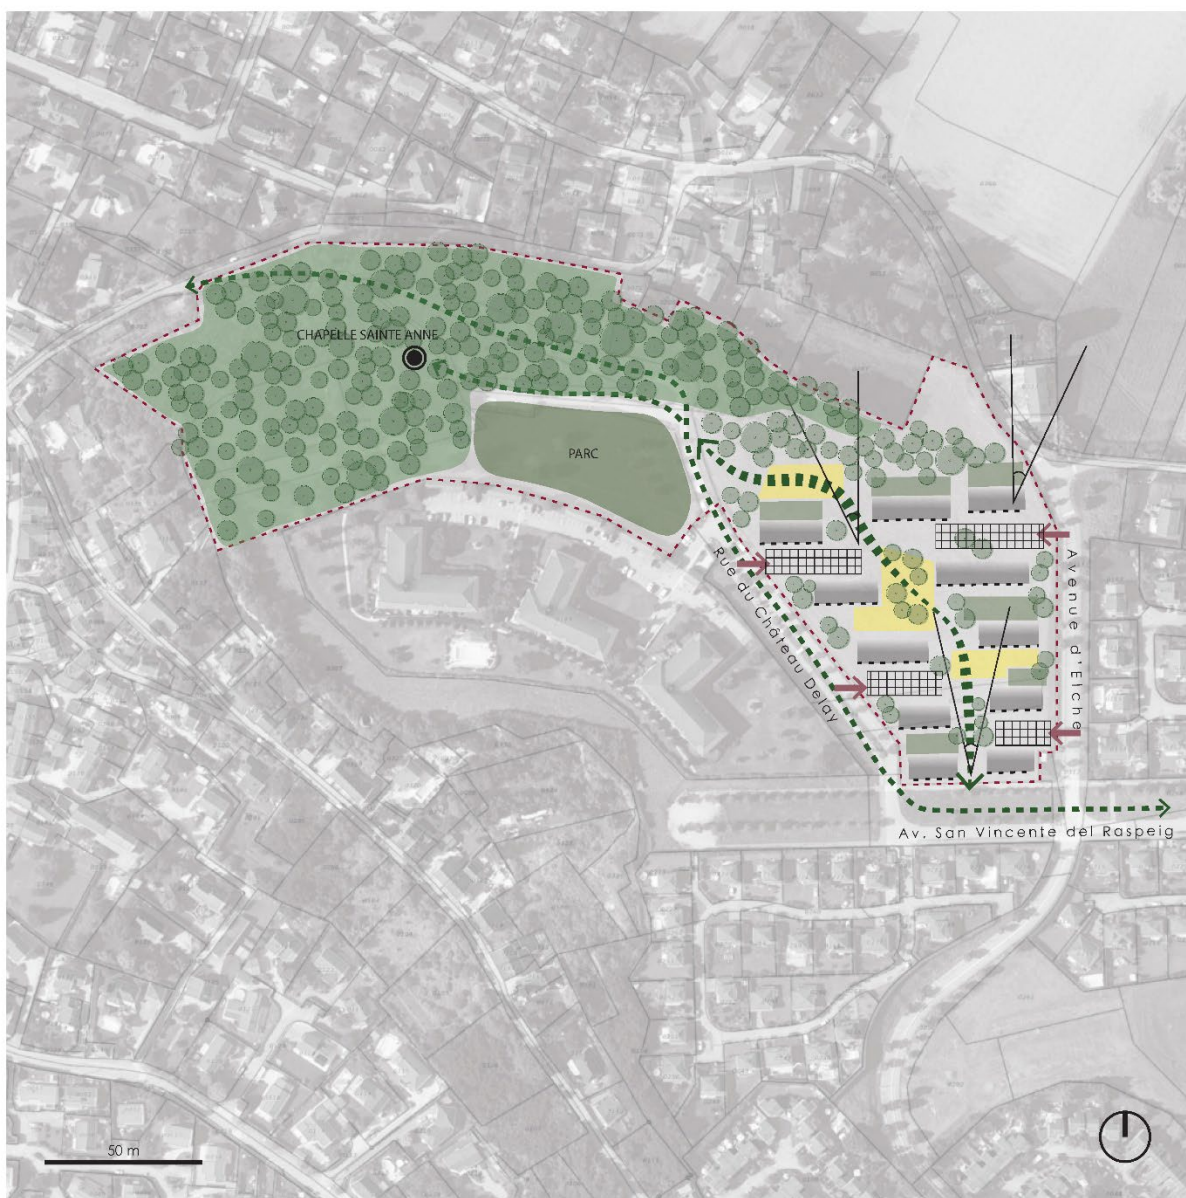 CHAPELLE SAINTE ANNE
PARC
Rue du Château Delay
Avenue d'Elche
Av. San Vincente del Raspeig
50 m